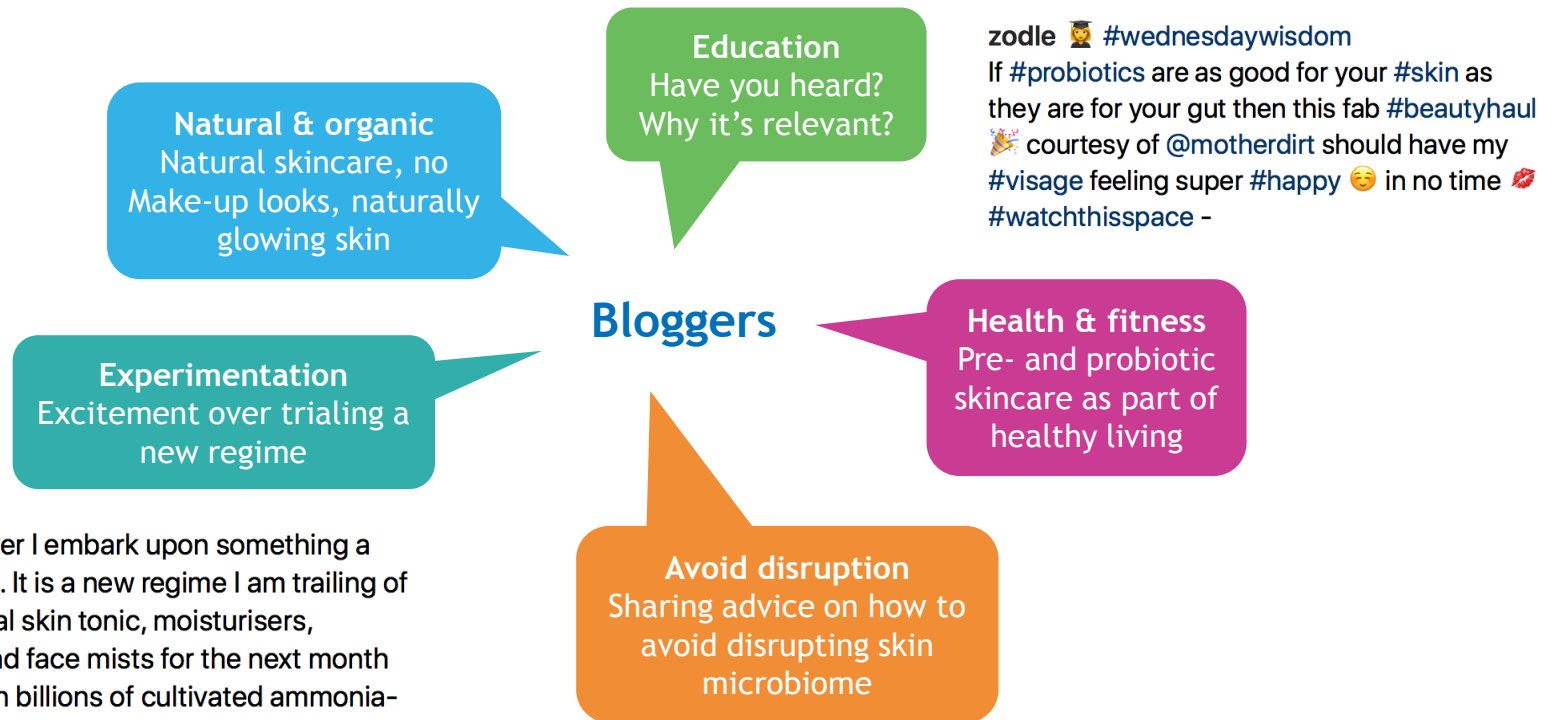 Education
Have you heard?
Why it's relevant?
zodle 👩‍🎓 #wednesdaywisdom
If #probiotics are as good for your #skin as
they are for your gut then this fab #beautyhaul
🎉 courtesy of @motherdirt should have my
#visage feeling super #happy ☺️ in no time 💋
#watchthisspace -
Natural & organic
Natural skincare, no
Make-up looks, naturally
glowing skin
Bloggers
Health & fitness
Pre- and probiotic
skincare as part of
healthy living
Experimentation
Excitement over trialing a
new regime
I embark upon something a
. It is a new regime I am trailing of
skin tonic, moisturisers,
face mists for the next month
billions of cultivated ammonia-
Avoid disruption
Sharing advice on how to
avoid disrupting skin
microbiome